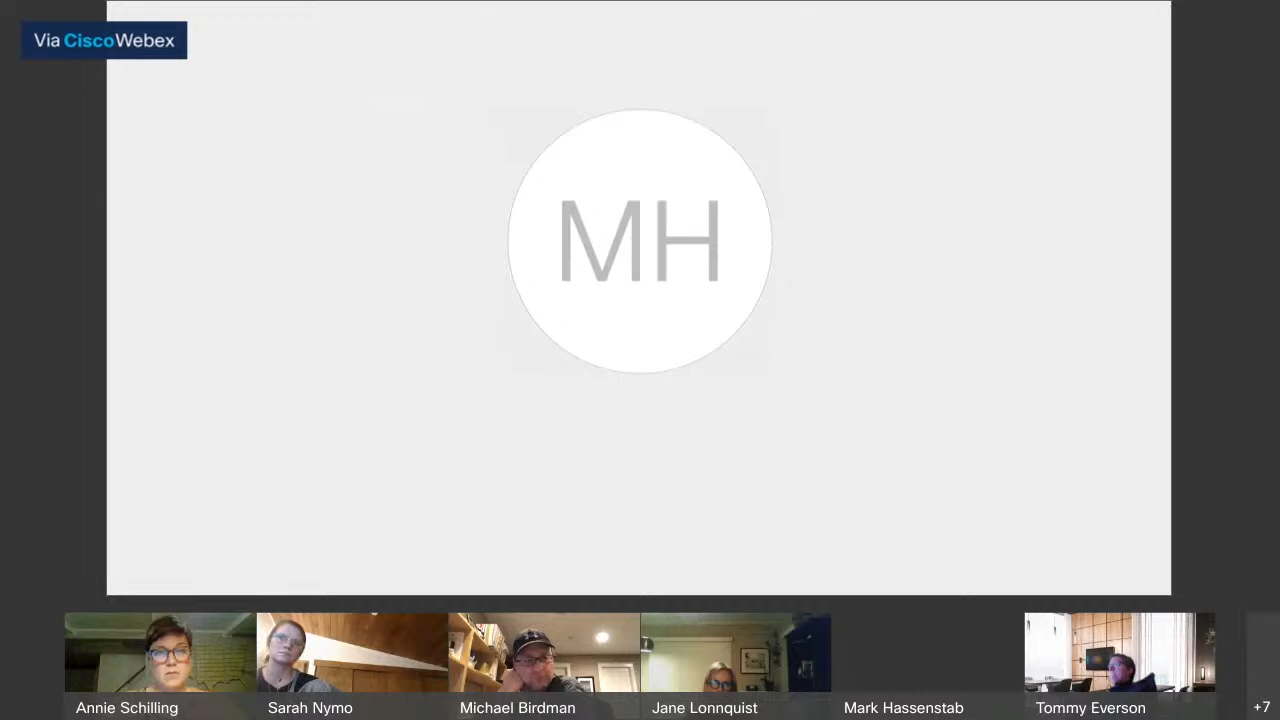 Via CiscoWebex
MH
Annie Schilling
Sarah Nymo
Michael Birdman
Jane Lonnquist
Mark Hassenstab
Tommy Everson
+7